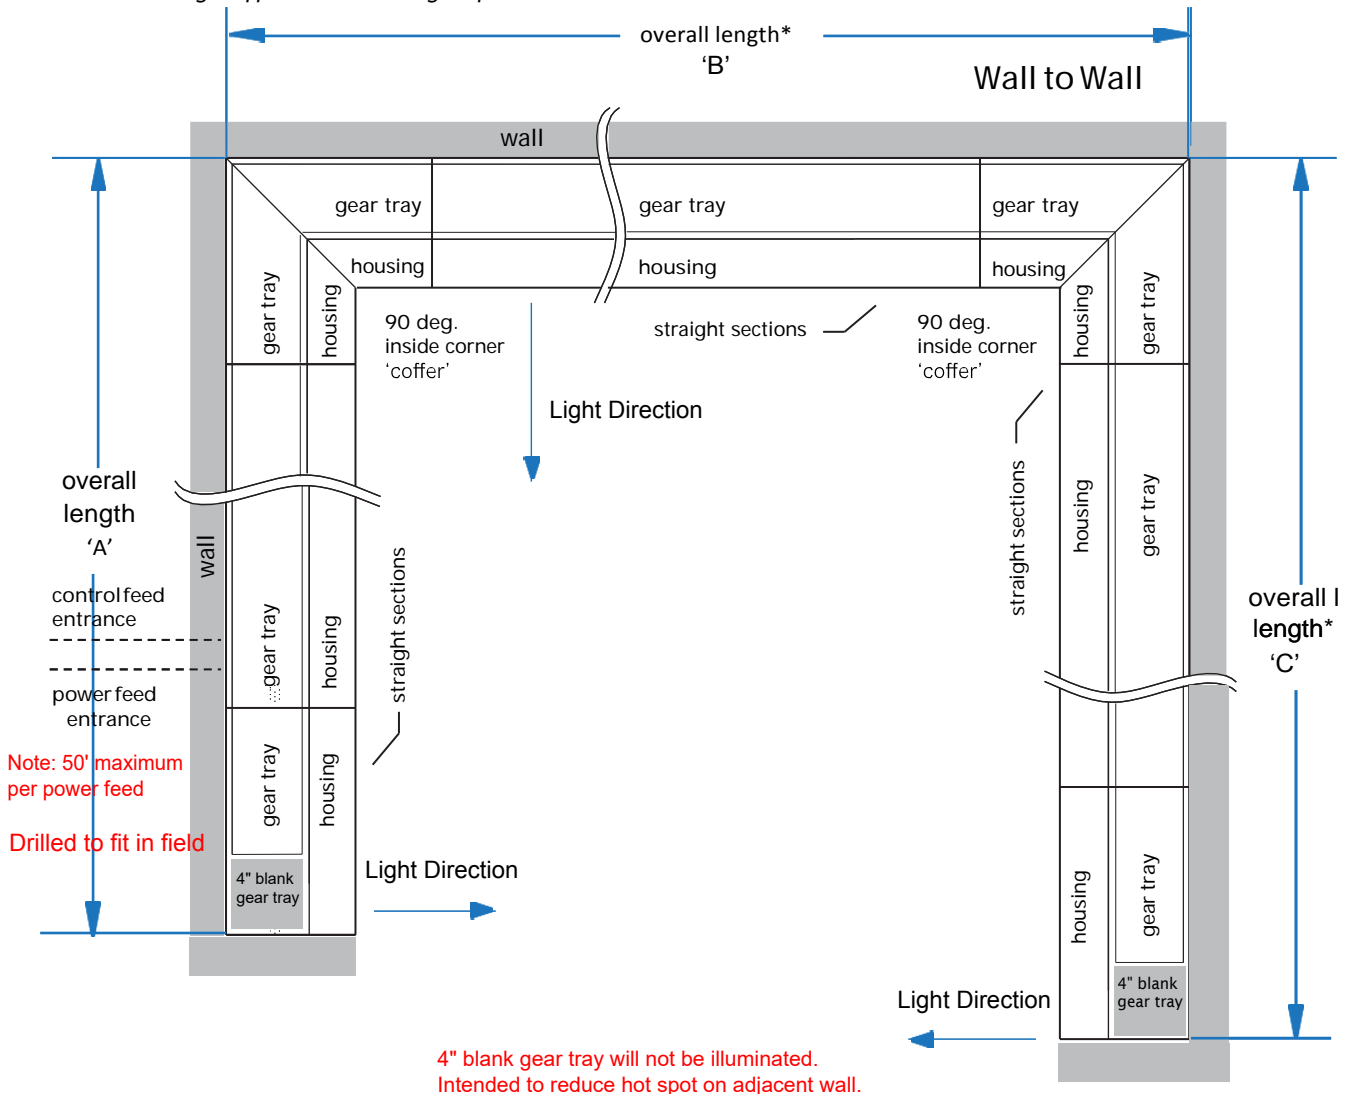 overall length*
‘B’
Wall to Wall
wall
gear tray
gear tray
gear tray
housing
housing
housing
gear tray
housing
90 deg.
inside corner
‘coffer’
straight sections
90 deg.
inside corner
‘coffer’
housing
gear tray
Light Direction
overall
length
‘A’
wall
straight sections
housing
gear tray
control feed
entrance
power feed
entrance
gear tray
housing
straight sections
overall l
length*
‘C’
Note: 50' maximum
per power feed
Drilled to fit in field
gear tray
housing
4" blank
gear tray
Light Direction
housing
gear tray
4" blank
gear tray
Light Direction
4" blank gear tray will not be illuminated.
Intended to reduce hot spot on adjacent wall.